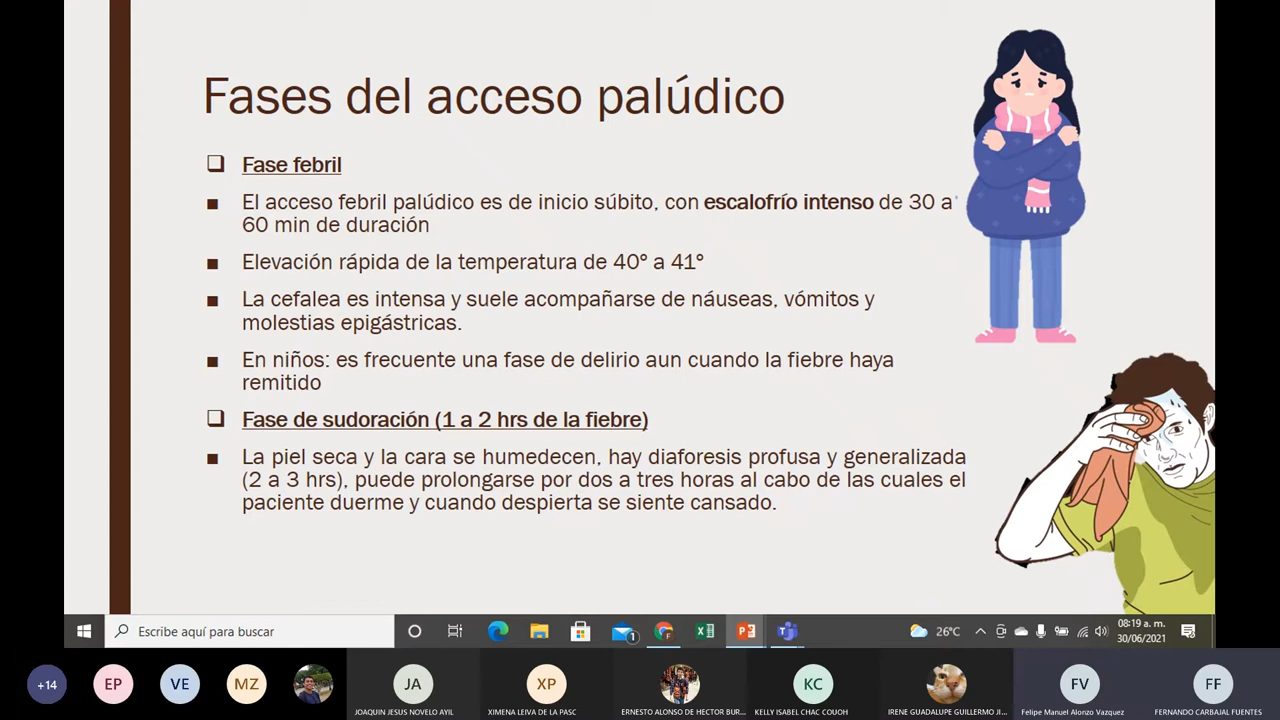 Fases del acceso palúdico
Fase febril
El acceso febril palúdico es de inicio súbito, con escalofrío intenso de 30 a
60 min de duración
Elevación rápida de la temperatura de 40° a 41°
La cefalea es intensa y suele acompañarse de náuseas, vómitos y
molestias epigástricas.
En niños: es frecuente una fase de delirio aun cuando la fiebre haya
remitido
Fase de sudoración (1 a 2 hrs de la fiebre)
La piel seca y la cara se humedecen, hay diaforesis profusa y generalizada
(2 a 3 hrs), puede prolongarse por dos a tres horas al cabo de las cuales el
paciente duerme y cuando despierta se siente cansado.
Escribe aquí para buscar
1
26°C
08:19 a. m.
30/06/2021
+14
EP
VE
MZ
JA
XP
KC
FV
FF
JOAQUIN JESUS NOVELO AYIL
XIMENA LEIVA DE LA PASC
ERNESTO ALONSO DE HECTOR BUR...
KELLY ISABEL CHAC COUOH
IRENE GUADALUPE GUILLERMO JI...
Felipe Manuel Alonzo Vazquez
FERNANDO CARBAJAL FUENTES